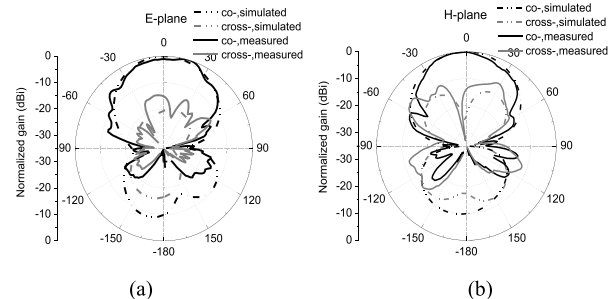 E-plane
co-,simulated
cross-,simulated
co-,measured
cross-,measured
Normalized gain (dBi)
0
-10
-20
-30
-30
-20
-10
0
0
30
60
90
120
150
-180
-150
-120
-90
-60
-30
(a)
H-plane
co-,simulated
cross-,simulated
co-,measured
cross-,measured
Normalized gain (dBi)
0
-10
-20
-30
-30
-20
-10
0
0
30
60
90
120
150
-180
-150
-120
-90
-60
-30
(b)